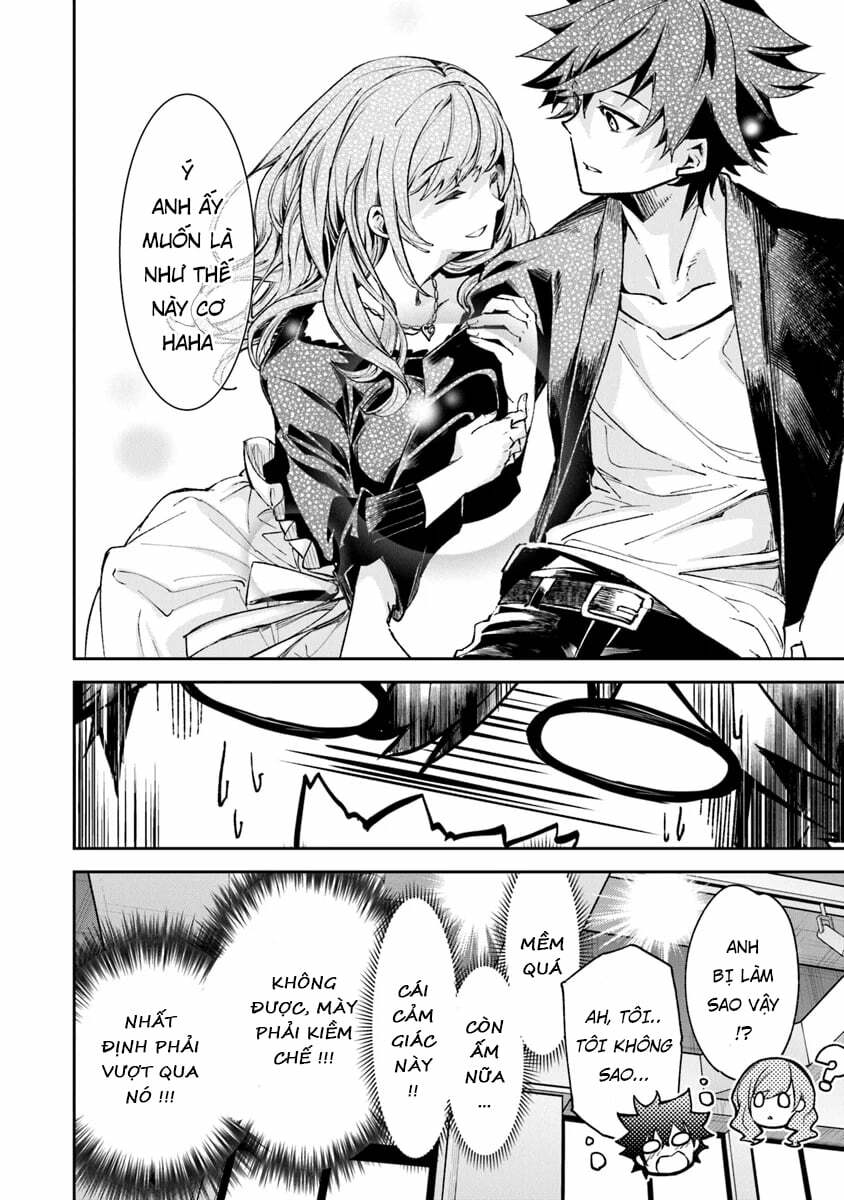 Ý
ANH ẤY
MUỐN LÀ
NHƯ THẾ
NÀY CƠ
HAHA
ANH
BỊ LÀM
SAO VẬY
!?
AH, TÔI..
TÔI KHÔNG
SAO...
MỀM
QUÁ
CÒN
ẤM NỮA
...
CÁI
CẢM
GIÁC
NÀY
!!
KHÔNG
ĐƯỢC, MÀY
PHẢI KIỀM
CHẾ !!!
NHẤT
ĐỊNH PHẢI
VƯỢT QUA
NÓ !!!
?